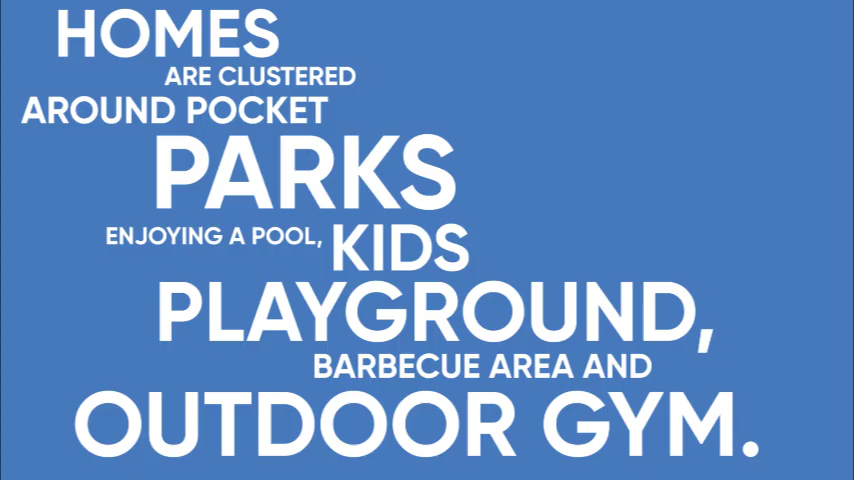 HOMES
ARE CLUSTERED
AROUND POCKET
PARKS
ENJOYING A POOL, KIDS
PLAYGROUND,
BARBECUE AREA AND
OUTDOOR GYM.